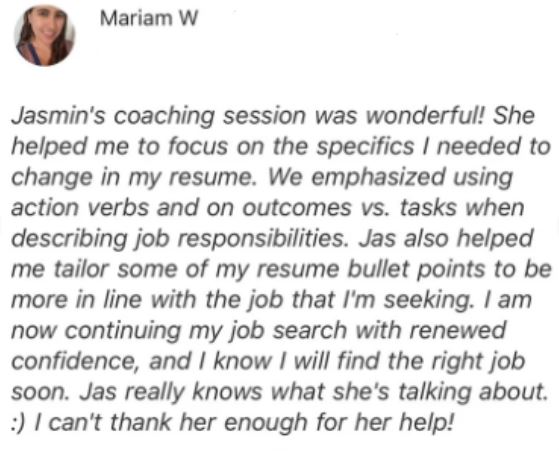 Mariam W
Jasmin's coaching session was wonderful! She
helped me to focus on the specifics I needed to
change in my resume. We emphasized using
action verbs and on outcomes vs. tasks when
describing job responsibilities. Jas also helped
me tailor some of my resume bullet points to be
more in line with the job that I'm seeking. I am
now continuing my job search with renewed
confidence, and I know I will find the right job
soon. Jas really knows what she's talking about.
:) I can't thank her enough for her help!